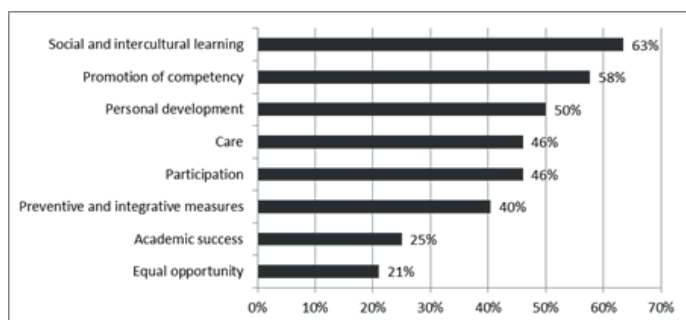 Social and intercultural learning 63%
Promotion of competency 58%
Personal development 50%
Care 46%
Participation 46%
Preventive and integrative measures 40%
Academic success 25%
Equal opportunity 21%
0% 10% 20% 30% 40% 50% 60% 70%